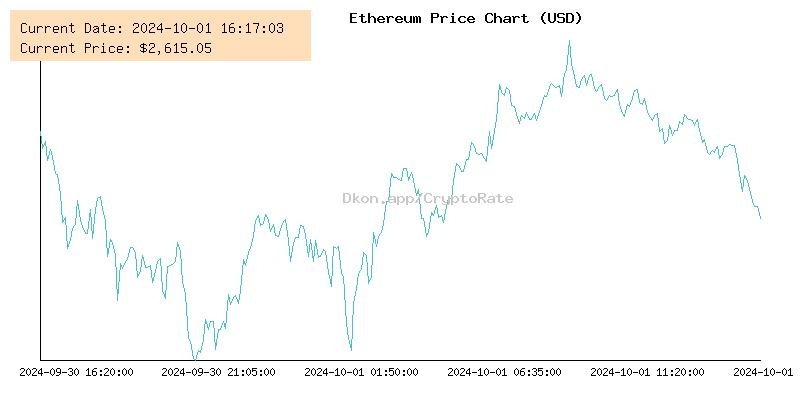 Ethereum Price Chart (USD)
Current Date: 2024-10-01 16:17:03
Current Price: $2,615.05
Dkon.app/CryptoRate
2024-09-30 16:20:00 2024-09-30 21:05:00 2024-10-01 01:50:00 2024-10-01 06:35:00 2024-10-01 11:20:00 2024-10-01